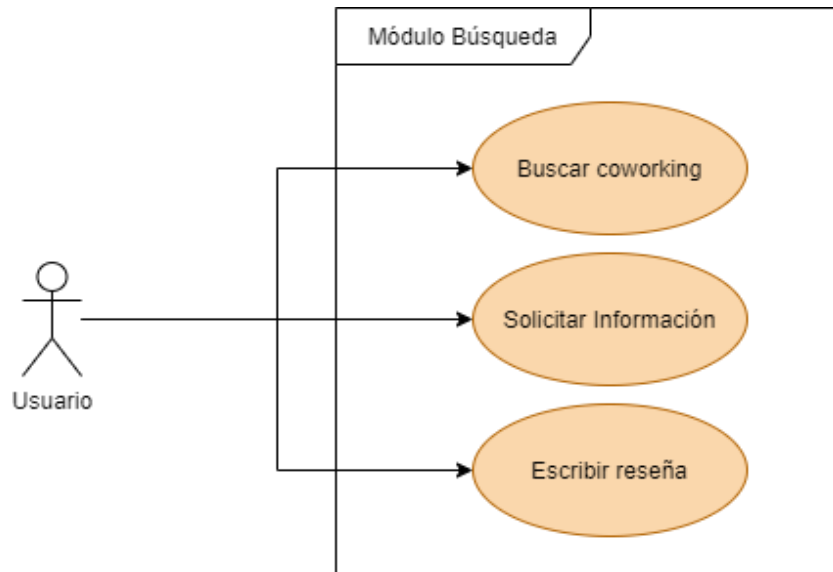 Módulo Búsqueda
Buscar coworking
Solicitar Información
Usuario
Escribir reseña